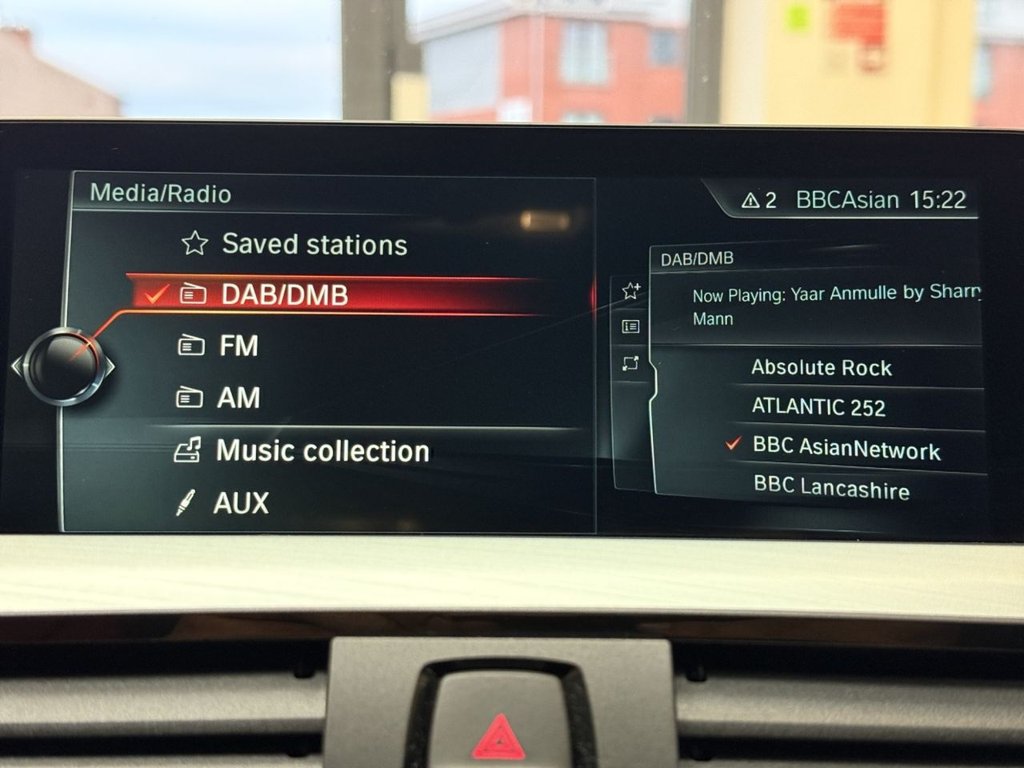 Media/Radio
Saved stations
DAB/DMB
FM
AM
Music collection
AUX
2 BBCAsian 15:22
DAB/DMB
Now Playing: Yaar Anmulle by Sharry
Mann
Absolute Rock
ATLANTIC 252
BBC AsianNetwork
BBC Lancashire